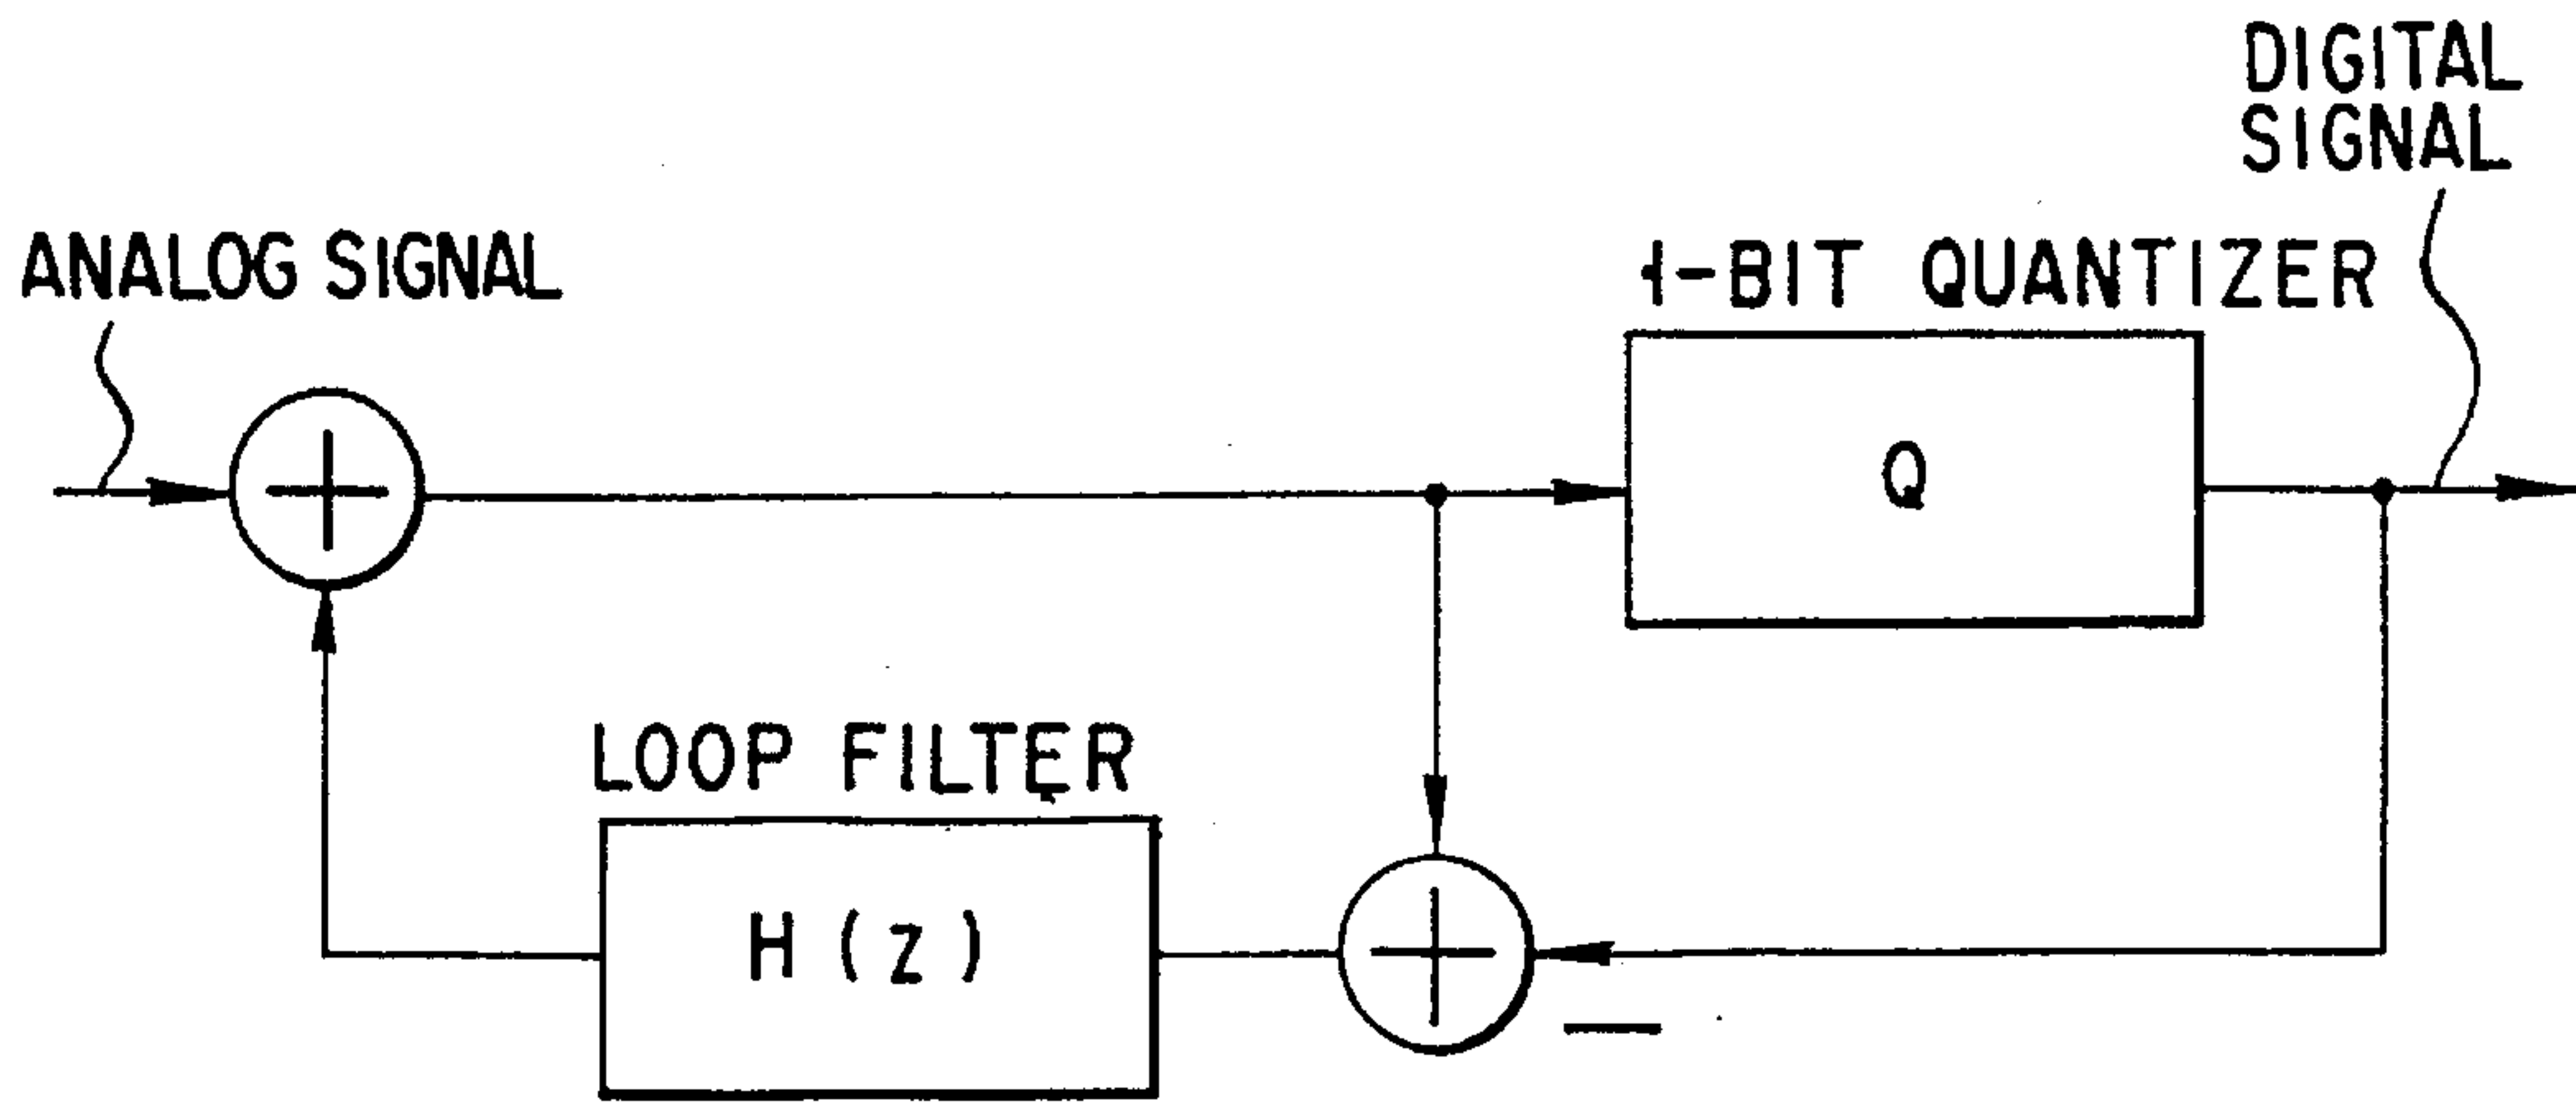 DIGITAL
SIGNAL
ANALOG SIGNAL
1-BIT QUANTIZER
Q
LOOP FILTER
H(z)